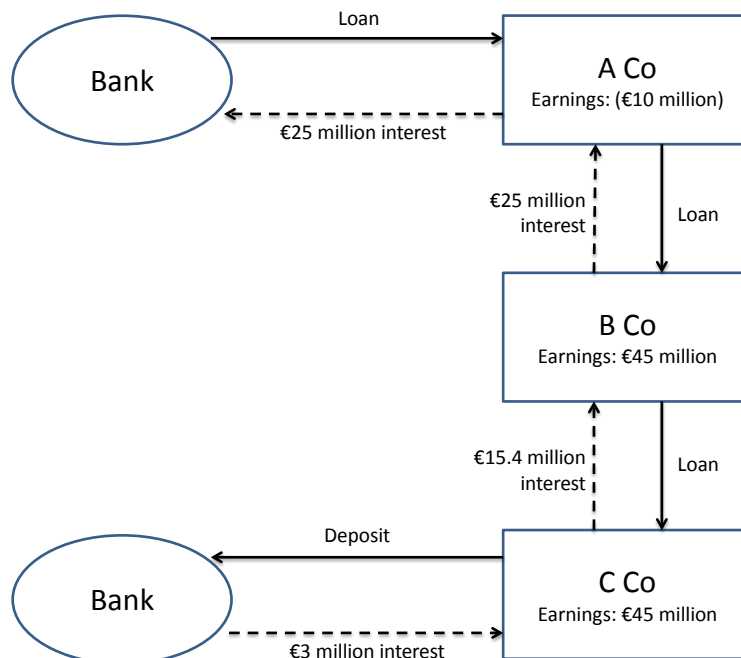 Loan
Bank
A Co
Earnings: (€10 million)
€25 million interest
€25 million
interest
Loan
B Co
Earnings: €45 million
€15.4 million
interest
Loan
Deposit
Bank
C Co
Earnings: €45 million
€3 million interest